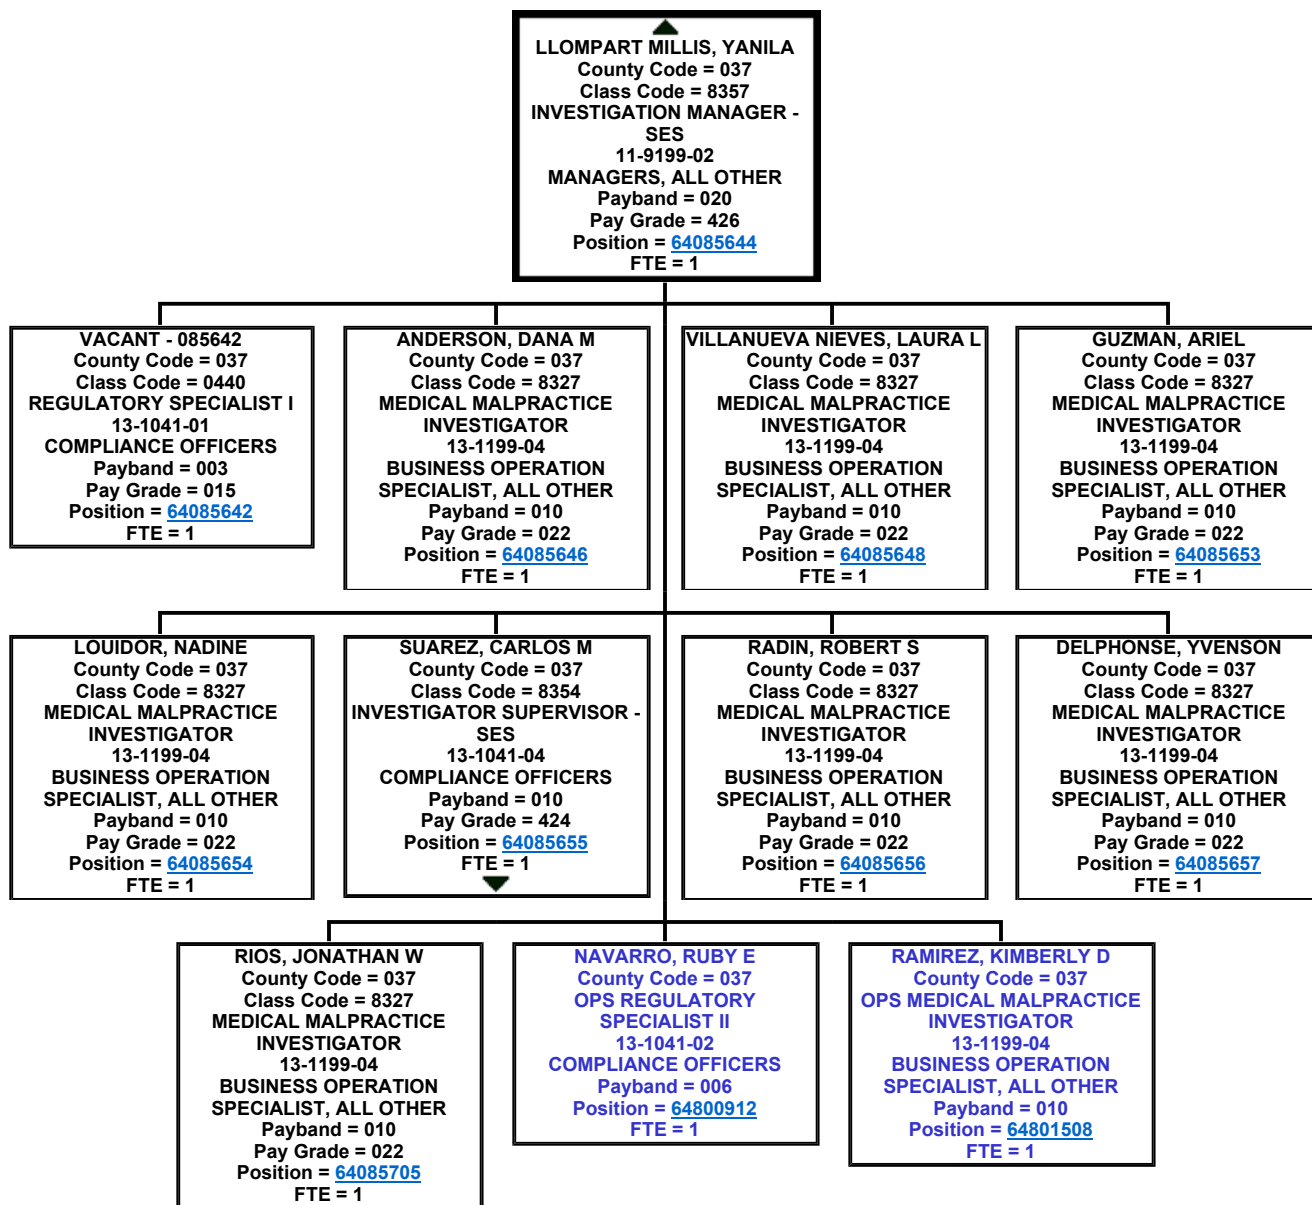 LLOMPART MILLIS, YANILA
County Code = 037
Class Code = 8357
INVESTIGATION MANAGER -
SES
11-9199-02
MANAGERS, ALL OTHER
Payband = 020
Pay Grade = 426
Position = 64085644
FTE = 1
VACANT - 085642
County Code = 037
Class Code = 0440
REGULATORY SPECIALIST I
13-1041-01
COMPLIANCE OFFICERS
Payband = 003
Pay Grade = 015
Position = 64085642
FTE = 1
ANDERSON, DANA M
County Code = 037
Class Code = 8327
MEDICAL MALPRACTICE
INVESTIGATOR
13-1199-04
BUSINESS OPERATION
SPECIALIST, ALL OTHER
Payband = 010
Pay Grade = 022
Position = 64085646
FTE = 1
VILLANUEVA NIEVES, LAURA L
County Code = 037
Class Code = 8327
MEDICAL MALPRACTICE
INVESTIGATOR
13-1199-04
BUSINESS OPERATION
SPECIALIST, ALL OTHER
Payband = 010
Pay Grade = 022
Position = 64085648
FTE = 1
GUZMAN, ARIEL
County Code = 037
Class Code = 8327
MEDICAL MALPRACTICE
INVESTIGATOR
13-1199-04
BUSINESS OPERATION
SPECIALIST, ALL OTHER
Payband = 010
Pay Grade = 022
Position = 64085653
FTE = 1
LOUIDOR, NADINE
County Code = 037
Class Code = 8327
MEDICAL MALPRACTICE
INVESTIGATOR
13-1199-04
BUSINESS OPERATION
SPECIALIST, ALL OTHER
Payband = 010
Pay Grade = 022
Position = 64085654
FTE = 1
SUAREZ, CARLOS M
County Code = 037
Class Code = 8354
INVESTIGATOR SUPERVISOR -
SES
13-1041-04
COMPLIANCE OFFICERS
Payband = 010
Pay Grade = 424
Position = 64085655
FTE = 1
RADIN, ROBERT S
County Code = 037
Class Code = 8327
MEDICAL MALPRACTICE
INVESTIGATOR
13-1199-04
BUSINESS OPERATION
SPECIALIST, ALL OTHER
Payband = 010
Pay Grade = 022
Position = 64085656
FTE = 1
DELPHONSE, YVENSON
County Code = 037
Class Code = 8327
MEDICAL MALPRACTICE
INVESTIGATOR
13-1199-04
BUSINESS OPERATION
SPECIALIST, ALL OTHER
Payband = 010
Pay Grade = 022
Position = 64085657
FTE = 1
RIOS, JONATHAN W
County Code = 037
Class Code = 8327
MEDICAL MALPRACTICE
INVESTIGATOR
13-1199-04
BUSINESS OPERATION
SPECIALIST, ALL OTHER
Payband = 010
Pay Grade = 022
Position = 64085705
FTE = 1
NAVARRO, RUBY E
County Code = 037
OPS REGULATORY
SPECIALIST II
13-1041-02
COMPLIANCE OFFICERS
Payband = 006
Position = 64800912
FTE = 1
RAMIREZ, KIMBERLY D
County Code = 037
OPS MEDICAL MALPRACTICE
INVESTIGATOR
13-1199-04
BUSINESS OPERATION
SPECIALIST, ALL OTHER
Payband = 010
Position = 64801508
FTE = 1